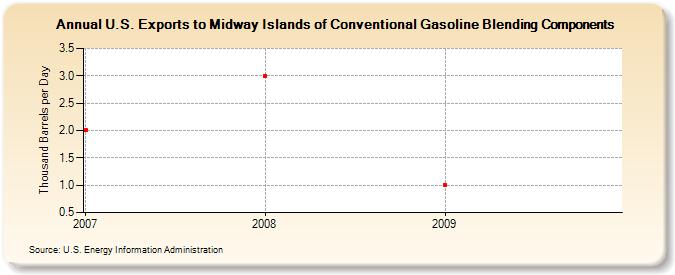 Annual U.S. Exports to Midway Islands of Conventional Gasoline Blending Components
Thousand Barrels per Day
3.5
3.0
2.5
2.0
1.5
1.0
0.5
2007 2008 2009
Source: U.S. Energy Information Administration